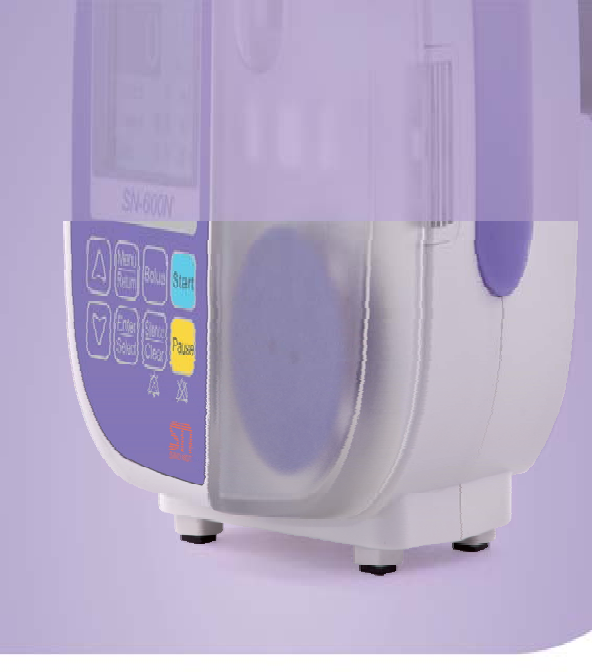 SN-600N
Menu
Return
Bolus
Start
Enter
Select
Silence
Clear
Pause